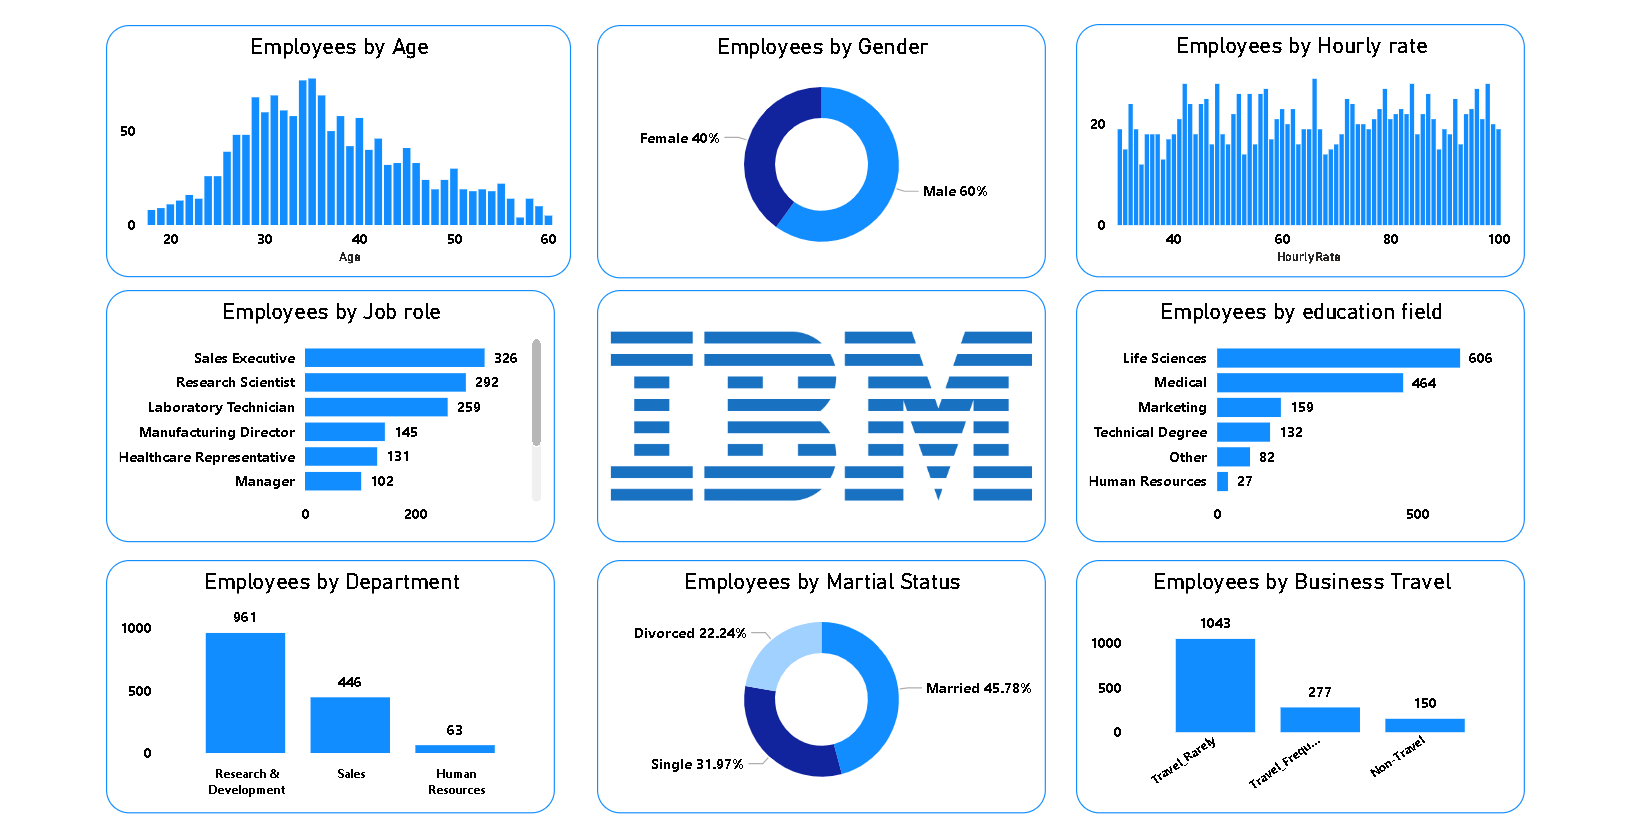 Employees by Age
50
0
20 30 40 50 60
Age
Employees by Gender
Female 40%
Male 60%
Employees by Hourly rate
20
0
40 60 80 100
HourlyRate
Employees by Job role
Sales Executive 326
Research Scientist 292
Laboratory Technician 259
Manufacturing Director 145
Healthcare Representative 131
Manager 102
0 200
IBM
Employees by education field
Life Sciences 606
Medical 464
Marketing 159
Technical Degree 132
Other 82
Human Resources 27
0 500
Employees by Department
1000
500
0
961
446
63
Research &
Development
Sales
Human
Resources
Employees by Martial Status
Divorced 22.24%
Married 45.78%
Single 31.97%
Employees by Business Travel
1000
500
0
1043
277
150
Travel_Rarely
Travel_Frequ...
Non-Travel